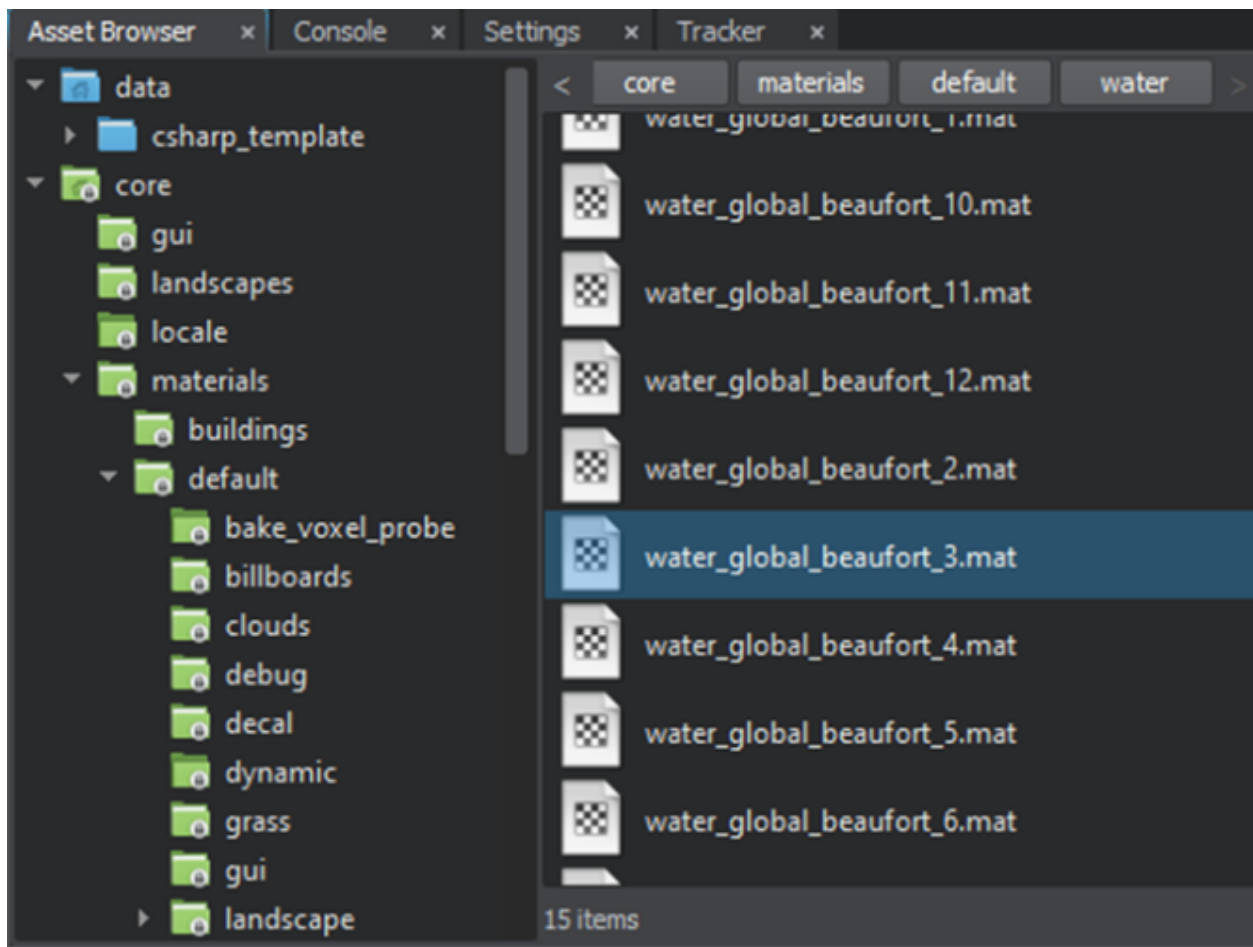 Asset Browser × Console × Settings × Tracker ×
data
csharp_template
core
gui
landscapes
locale
materials
buildings
default
bake_voxel_probe
billboards
clouds
debug
decal
dynamic
grass
gui
landscape
< core materials default water >
water_global_beaufort_1.mat
water_global_beaufort_10.mat
water_global_beaufort_11.mat
water_global_beaufort_12.mat
water_global_beaufort_2.mat
water_global_beaufort_3.mat
water_global_beaufort_4.mat
water_global_beaufort_5.mat
water_global_beaufort_6.mat
15 items